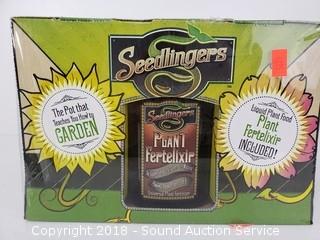 Seedlingers
The Pot that
Teaches You How to
GARDEN
Liquid Plant Food
Plant
Fertelixir
INCLUDED!
Seedlingers
PLANT
Fertelixir
Copyright 2018 - Sound Auction Service